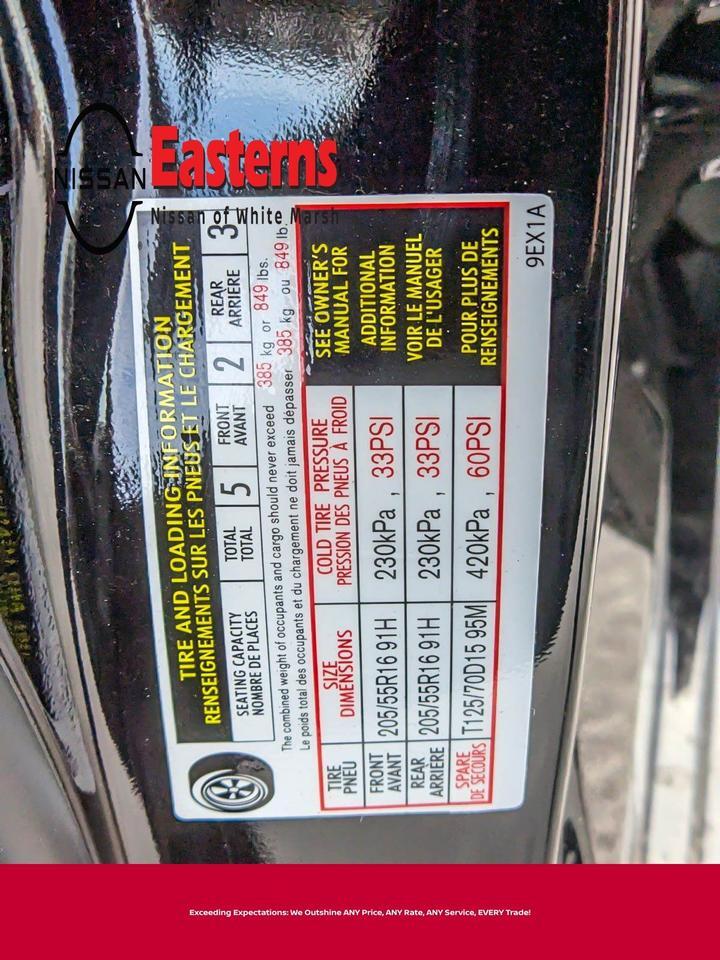 NISSAN
Easterns
Nissan of White Marsh
TIRE AND LOADING INFORMATION
RENSEIGNEMENTS SUR LES PNEUS ET LE CHARGEMENT
SEATING CAPACITY TOTAL 5 FRONT 2 REAR 3
NOMBRE DE PLACES TOTAL AVANT ARRIÈRE
The combined weight of occupants and cargo should never exceed 385 kg or 849 lbs.
Le poids total des occupants et du chargement ne doit jamais dépasser 385 kg ou 849 lb.
TIRE SIZE COLD TIRE PRESSURE
PNEU DIMENSIONS PRESSION DES PNEUS À FROID
FRONT
AVANT 205/55R16 91H 230kPa , 33PSI
REAR
ARRIÈRE 205/55R16 91H 230kPa , 33PSI
SPARE
DE SECOURS T125/70D15 95M 420kPa , 60PSI
SEE OWNER'S
MANUAL FOR
ADDITIONAL
INFORMATION
VOIR LE MANUEL
DE L'USAGER
POUR PLUS DE
RENSEIGNEMENTS
9EX1A
Exceeding Expectations: We Outshine ANY Price, ANY Rate, ANY Service, EVERY Trade!